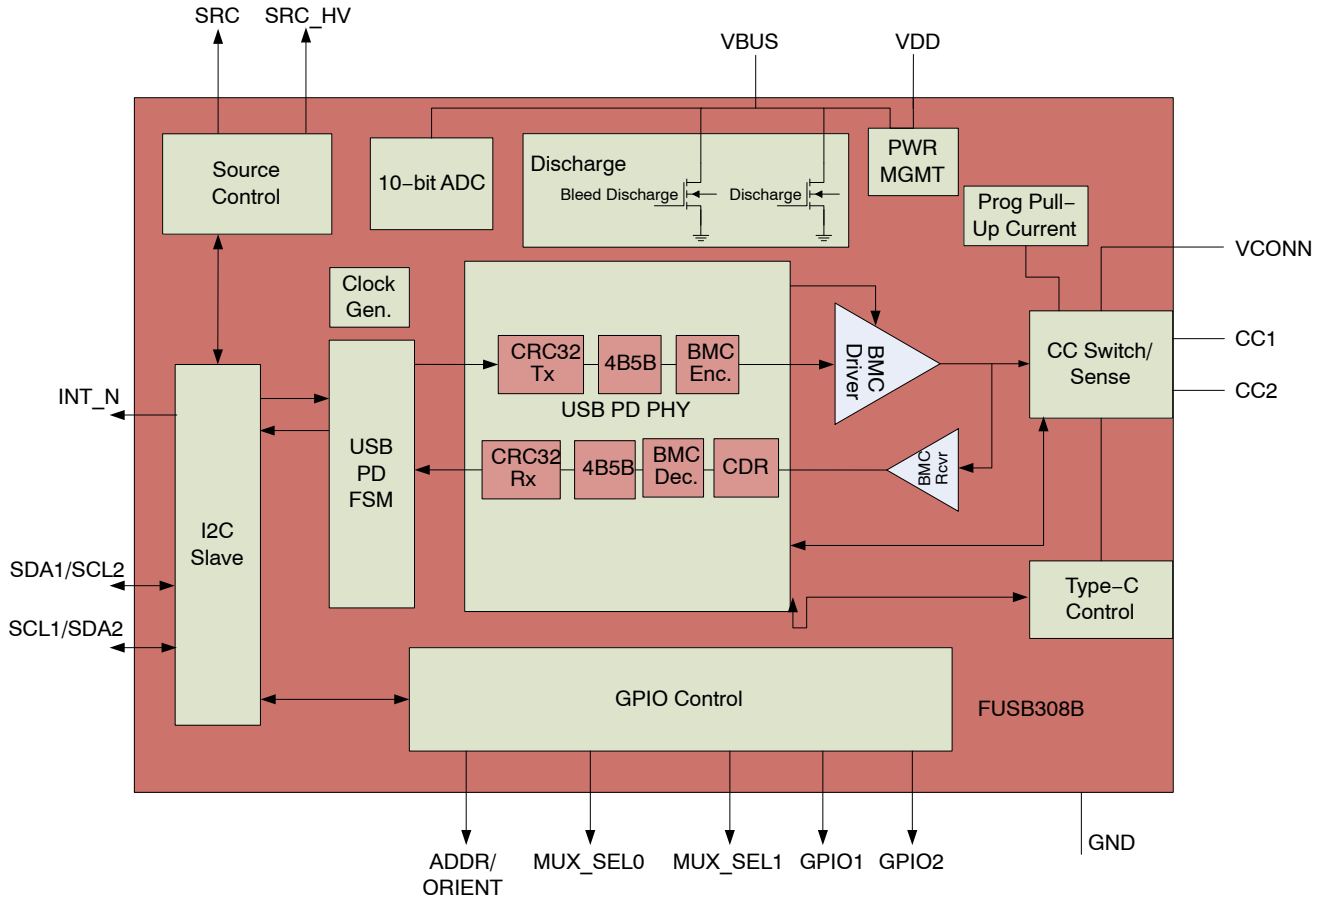 SRC
SRC_HV
VBUS
VDD
Source
Control
10−bit ADC
Discharge
Bleed Discharge
Discharge
PWR
MGMT
Prog Pull−
Up Current
VCONN
Clock
Gen.
CRC32
Tx
4B5B
BMC
Enc.
BMC
Driver
CC Switch/
Sense
CC1
CC2
INT_N
USB PD PHY
USB
PD
FSM
CRC32
Rx
4B5B
BMC
Dec.
CDR
BMC
Rcvr
I2C
Slave
SDA1/SCL2
SCL1/SDA2
Type−C
Control
GPIO Control
FUSB308B
ADDR/
ORIENT
MUX_SEL0
MUX_SEL1
GPIO1
GPIO2
GND